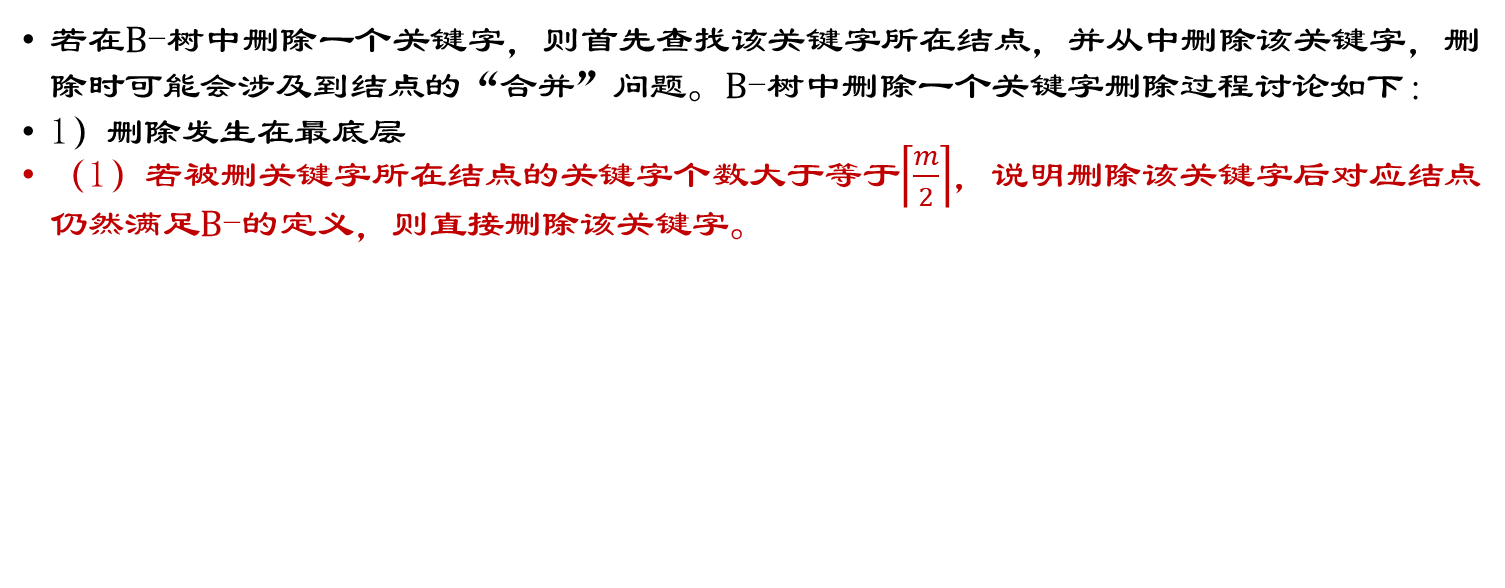 • 若在B-树中删除一个关键字，则首先查找该关键字所在结点，并从中删除该关键字，删
除时可能会涉及到结点的“合并”问题。B-树中删除一个关键字删除过程讨论如下：
• 1）删除发生在最底层
• （1）若被删关键字所在结点的关键字个数大于等于⌈m/2⌉，说明删除该关键字后对应结点
仍然满足B-的定义，则直接删除该关键字。